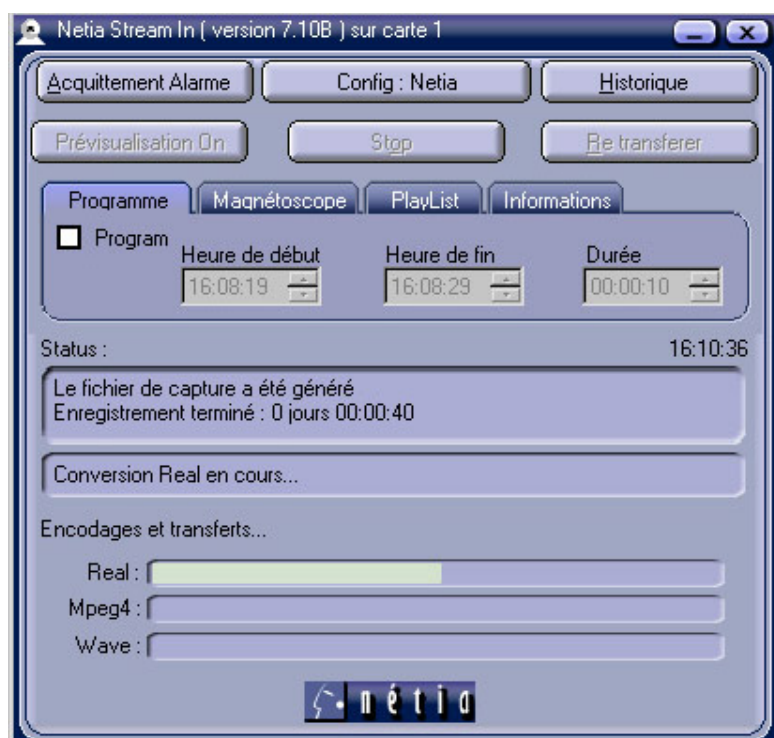 Netia Stream In ( version 7.10B ) sur carte 1
Acquittement Alarme
Config : Netia
Historique
Prévisualisation On
Stop
Re transferer
Programme
Magnétoscope
PlayList
Informations
Program
Heure de début
Heure de fin
Durée
16:08:19
16:08:29
00:00:10
Status :
16:10:36
Le fichier de capture a été généré
Enregistrement terminé : 0 jours 00:00:40
Conversion Real en cours...
Encodages et transferts...
Real :
Mpeg4 :
Wave :
nétia